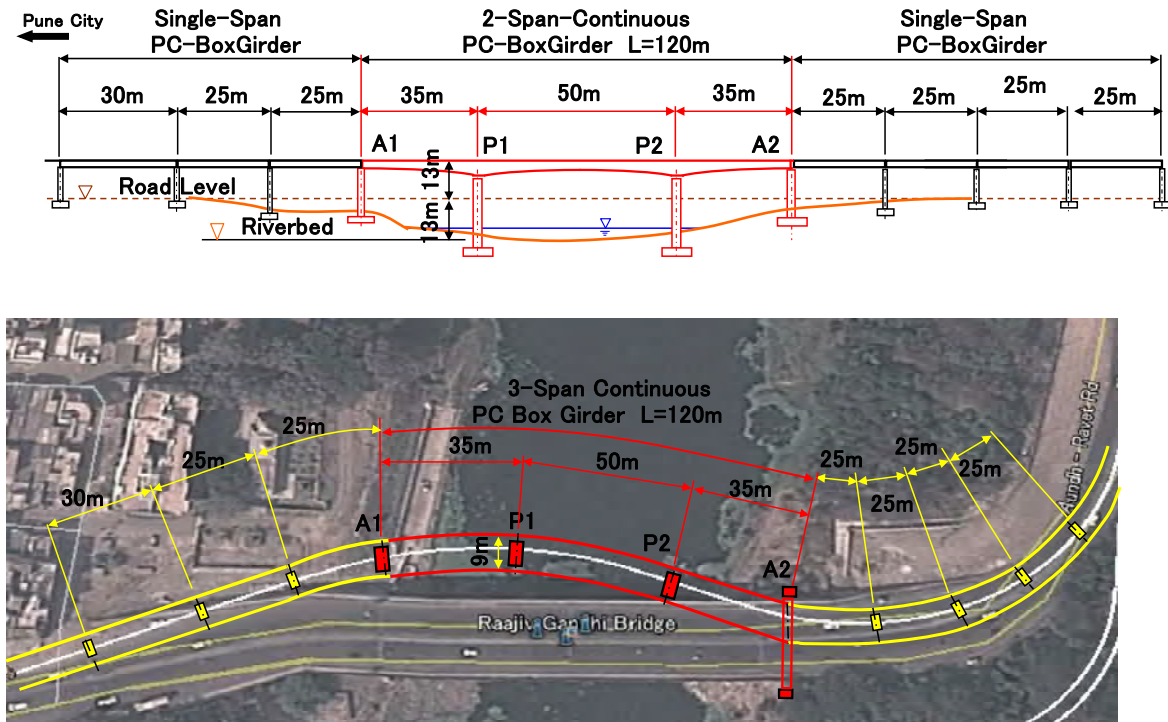 Pune City
Single-Span
PC-BoxGirder
2-Span-Continuous
PC-BoxGirder L=120m
Single-Span
PC-BoxGirder
30m
25m
25m
35m
50m
35m
25m
25m
25m
25m
A1
P1
P2
A2
13m
Road Level
13m
Riverbed
3-Span Continuous
PC Box Girder L=120m
25m
25m
30m
35m
50m
35m
25m
25m
25m
25m
A1
P1
9m
P2
A2
Raajiv Gandhi Bridge
Aundh - Ravet Rd